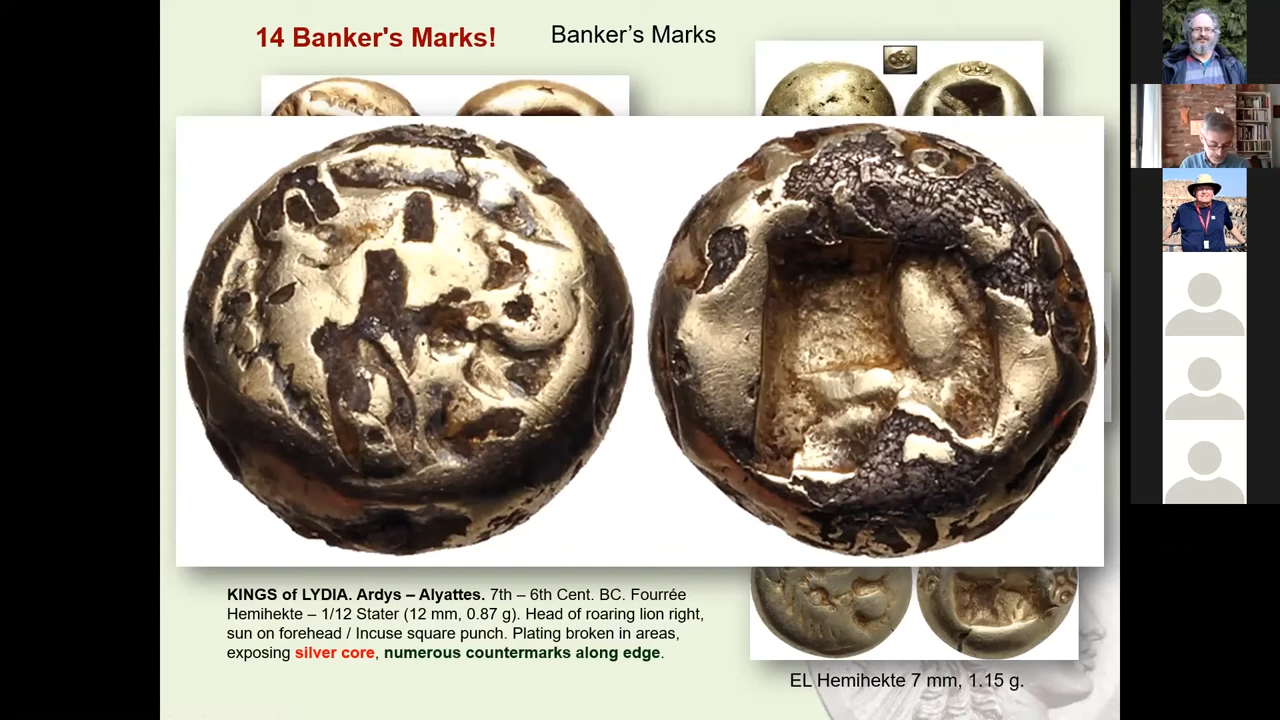 14 Banker's Marks!
Banker’s Marks
KINGS of LYDIA. Ardys – Alyattes. 7th – 6th Cent. BC. Fourrée
Hemihekte – 1/12 Stater (12 mm, 0.87 g). Head of roaring lion right,
sun on forehead / Incuse square punch. Plating broken in areas,
exposing silver core, numerous countermarks along edge.
EL Hemihekte 7 mm, 1.15 g.